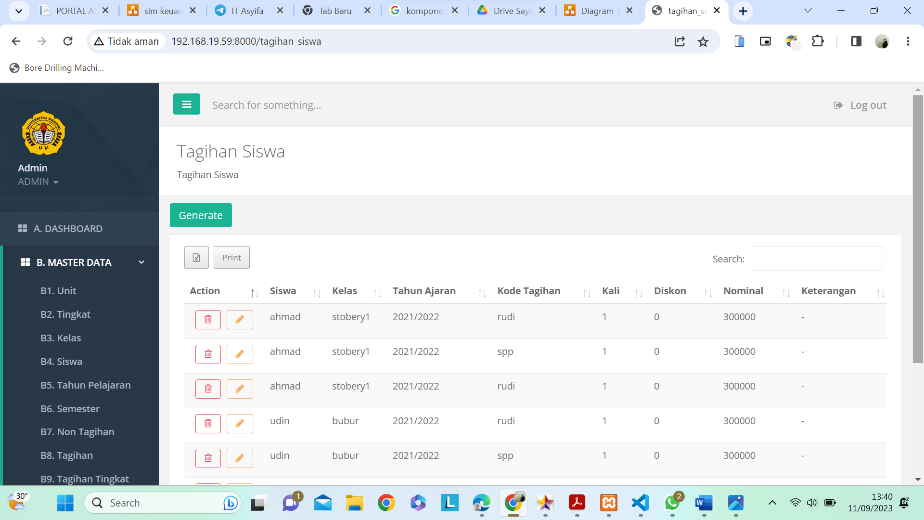 PORTAL A
sim keuan
IT Asyifa
Tab Baru
kompone
Drive Saya
Diagram
tagihan_si
Tidak aman
192.168.19.59:8000/tagihan_siswa
Bore Drilling Machi...
Search for something...
Log out
Admin
ADMIN
Tagihan Siswa
Tagihan Siswa
A. DASHBOARD
B. MASTER DATA
B1. Unit
B2. Tingkat
B3. Kelas
B4. Siswa
B5. Tahun Pelajaran
B6. Semester
B7. Non Tagihan
B8. Tagihan
B9. Tagihan Tingkat
Generate
Print
Search:
Action Siswa Kelas Tahun Ajaran Kode Tagihan Kali Diskon Nominal Keterangan
ahmad stobery1 2021/2022 rudi 1 0 300000 -
ahmad stobery1 2021/2022 spp 1 0 300000 -
ahmad stobery1 2021/2022 rudi 1 0 300000 -
udin bubur 2021/2022 rudi 1 0 300000 -
udin bubur 2021/2022 spp 1 0 300000 -
30°
Search
1
2
13:40
11/09/2023